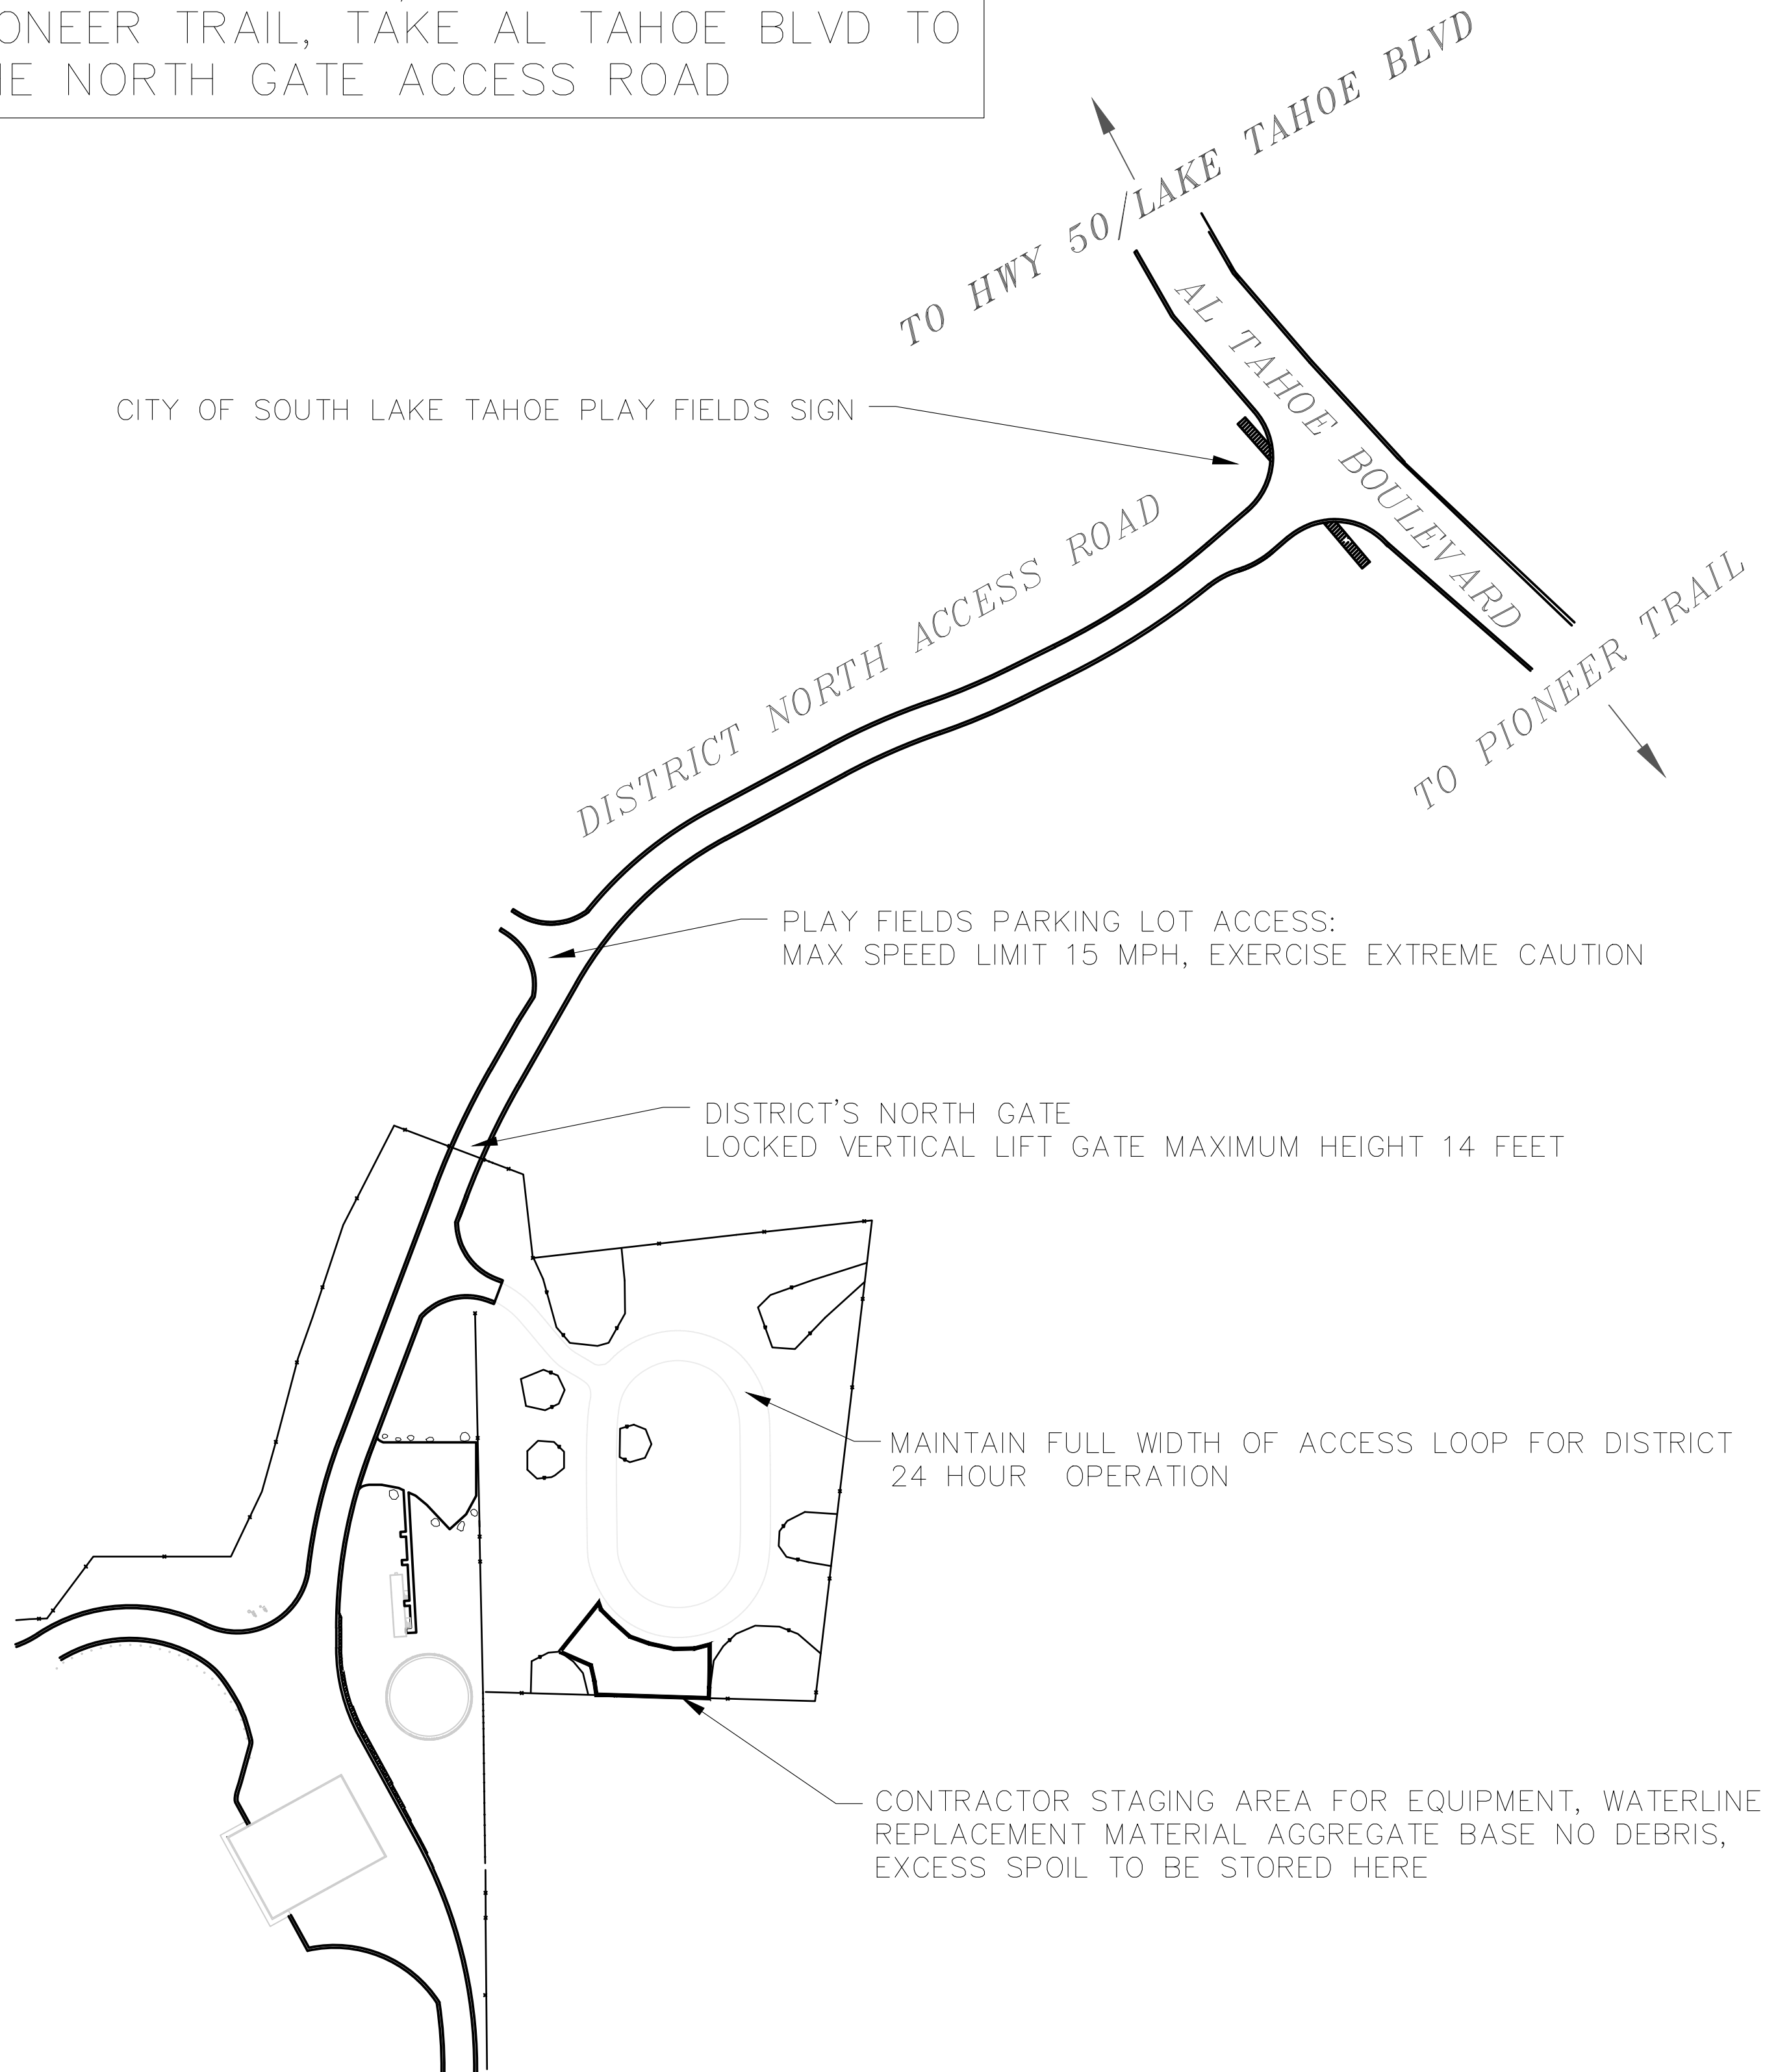 TRAIL, TAKE AL TAHOE BLVD TO
NORTH GATE ACCESS ROAD
TO HWY 50/LAKE TAHOE BLVD
AL TAHOE BOULEVARD
CITY OF SOUTH LAKE TAHOE PLAY FIELDS SIGN
DISTRICT NORTH ACCESS ROAD
TO PIONEER TRAIL
PLAY FIELDS PARKING LOT ACCESS:
MAX SPEED LIMIT 15 MPH, EXERCISE EXTREME CAUTION
DISTRICT'S NORTH GATE
LOCKED VERTICAL LIFT GATE MAXIMUM HEIGHT 14 FEET
MAINTAIN FULL WIDTH OF ACCESS LOOP FOR DISTRICT
24 HOUR OPERATION
CONTRACTOR STAGING AREA FOR EQUIPMENT, WATERLINE
REPLACEMENT MATERIAL AGGREGATE BASE NO DEBRIS,
EXCESS SPOIL TO BE STORED HERE